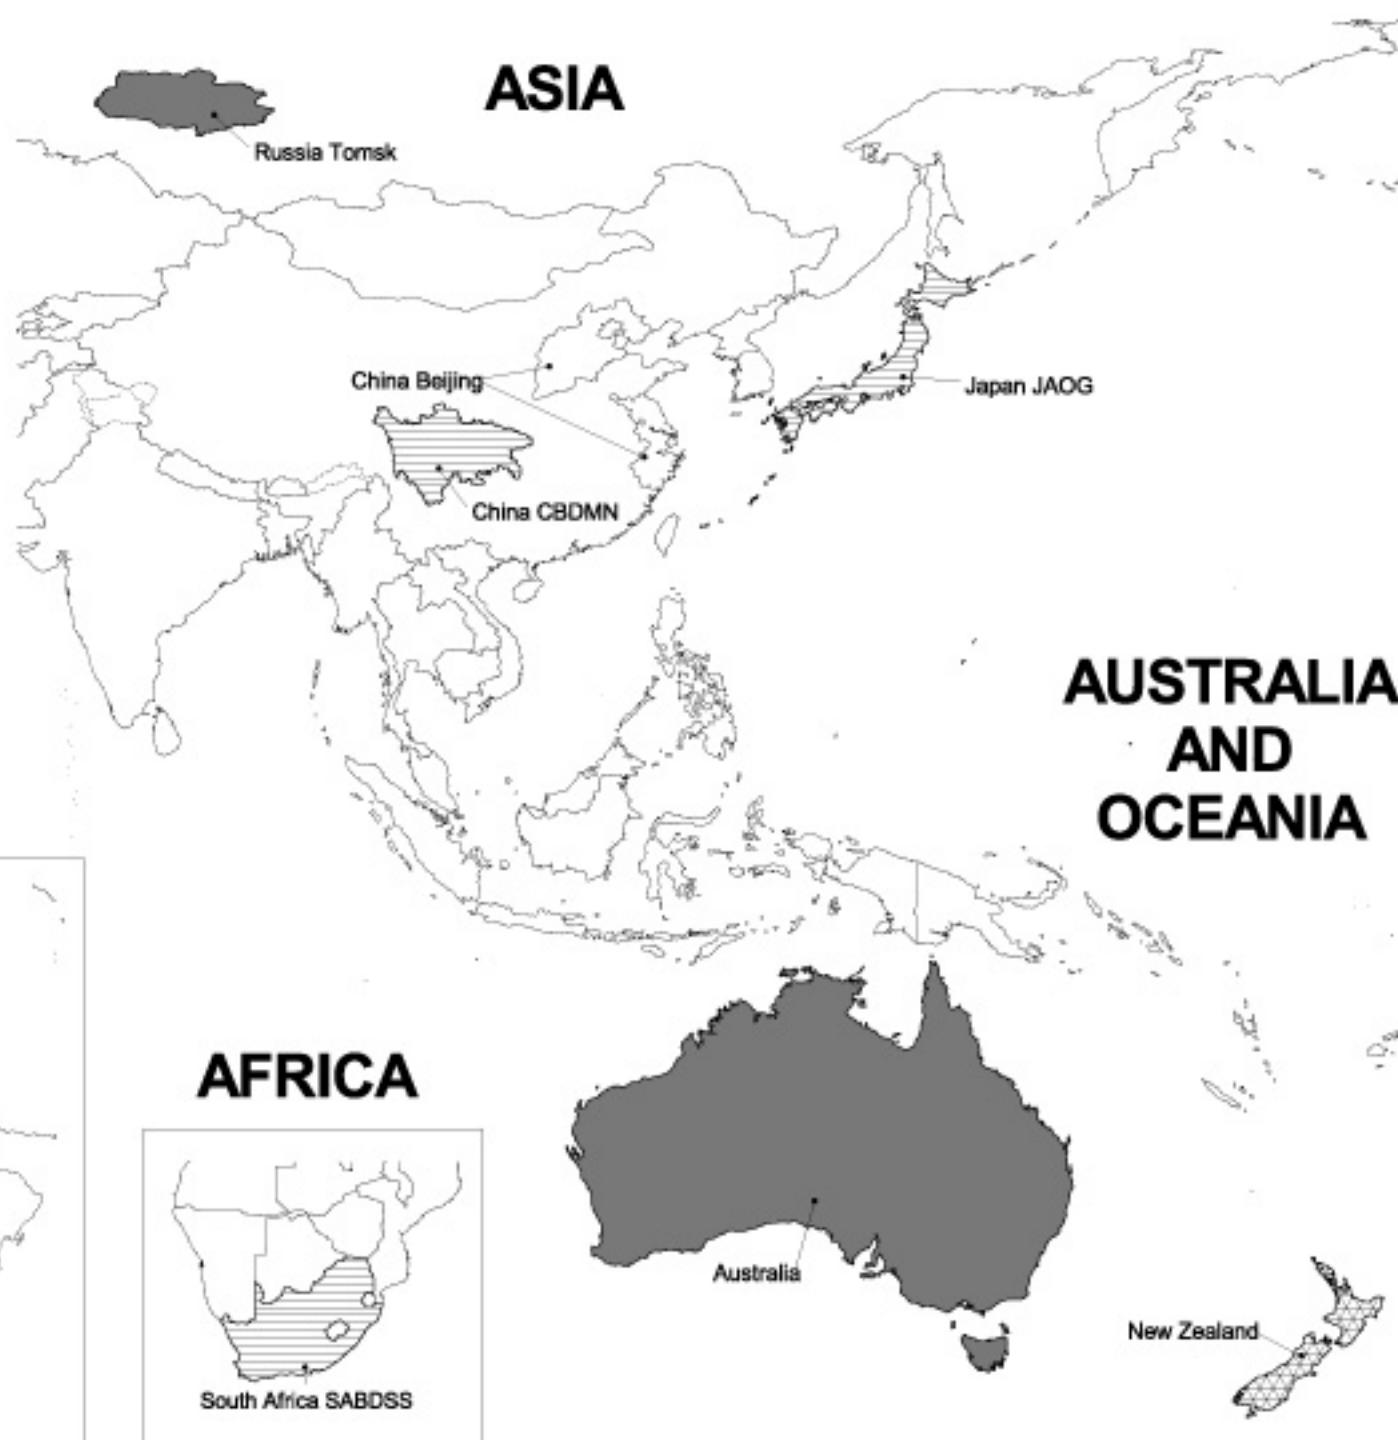 ASIA
Russia Tomsk
China Beijing
Japan JAOG
China CBDMN
AUSTRALIA
AND
OCEANIA
AFRICA
Australia
New Zealand
South Africa SABDSS